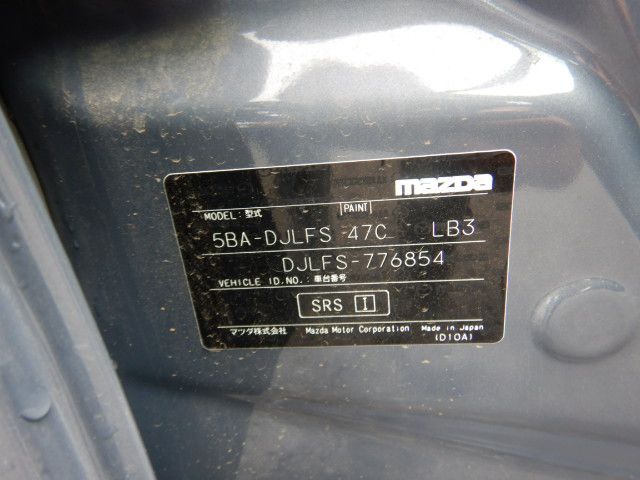 mazda
MODEL: 型式 PAINT
5BA-DJLFS 47C LB3
DJLFS-776854
VEHICLE ID.NO.: 車台番号
SRS I
マツダ株式会社 Mazda Motor Corporation Made in Japan
(D10A)